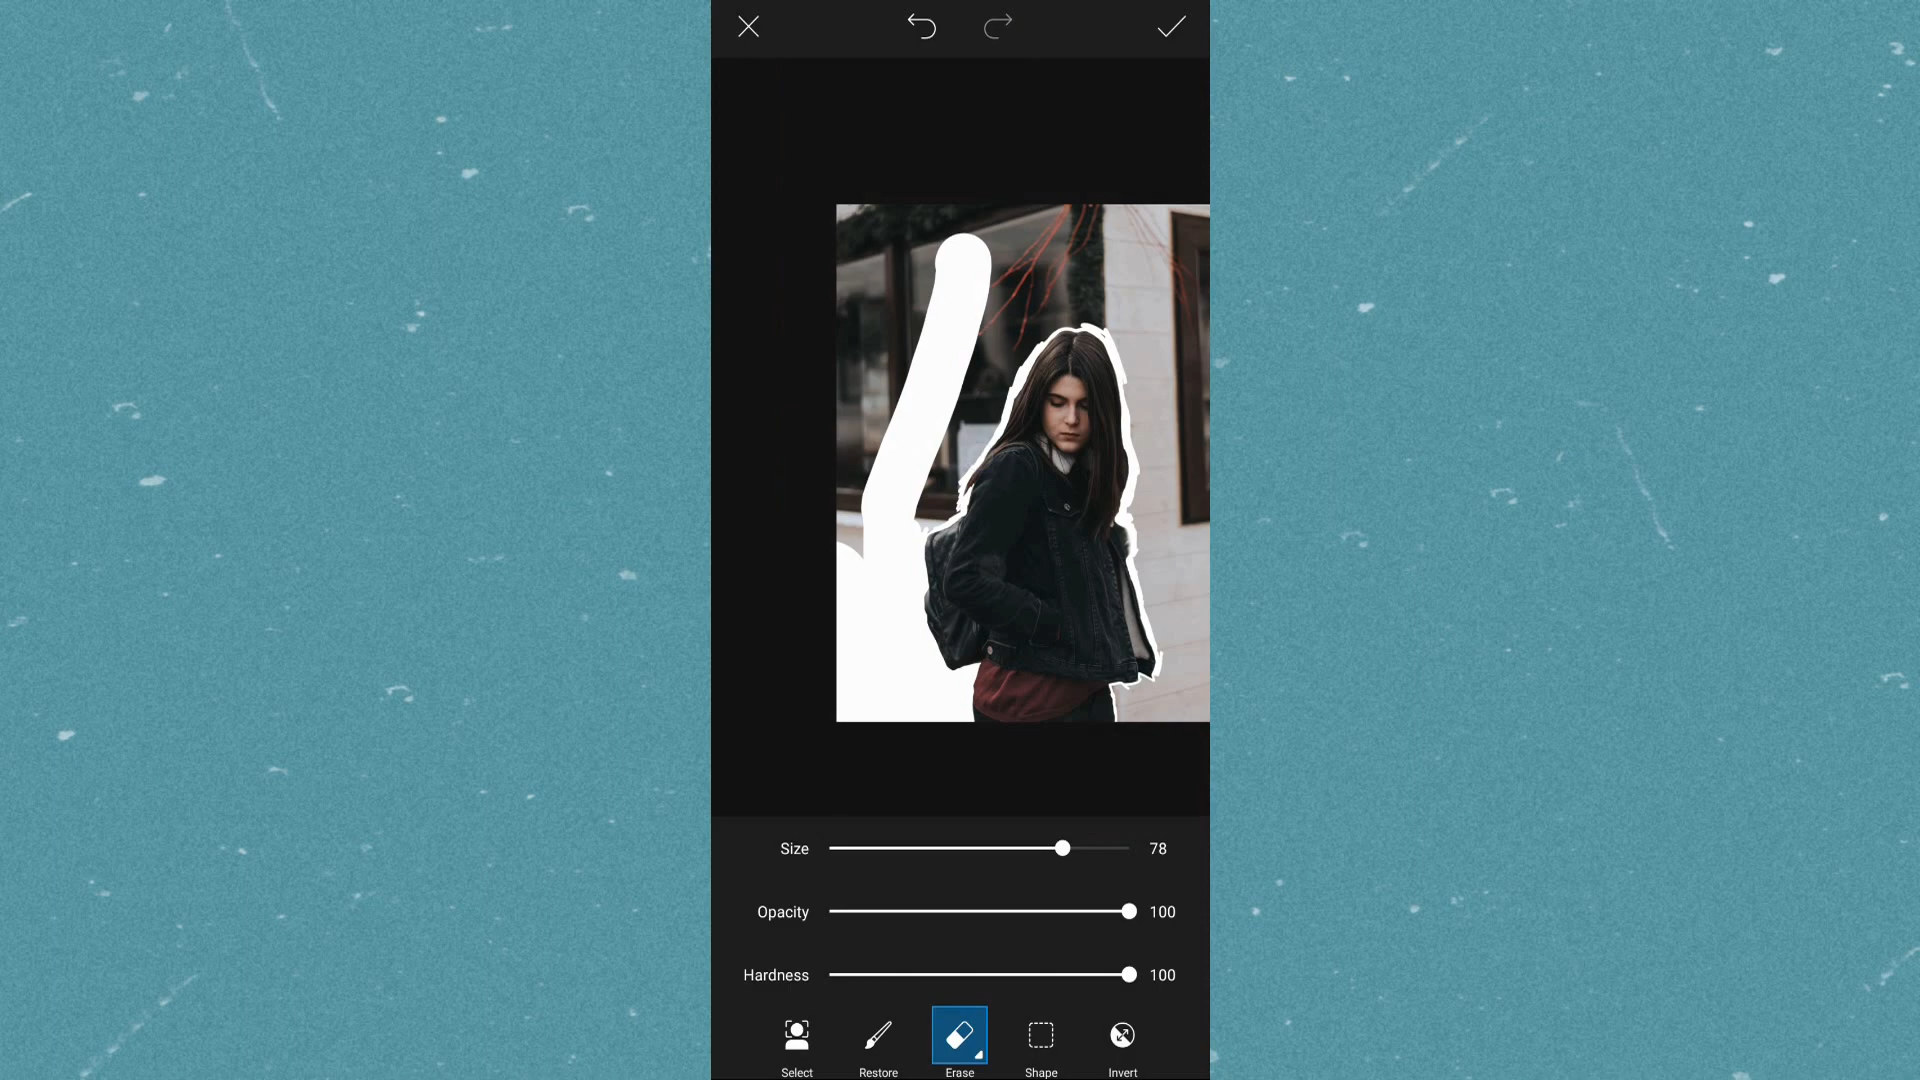 Size 78
Opacity 100
Hardness 100
Select Restore Erase Shape Invert